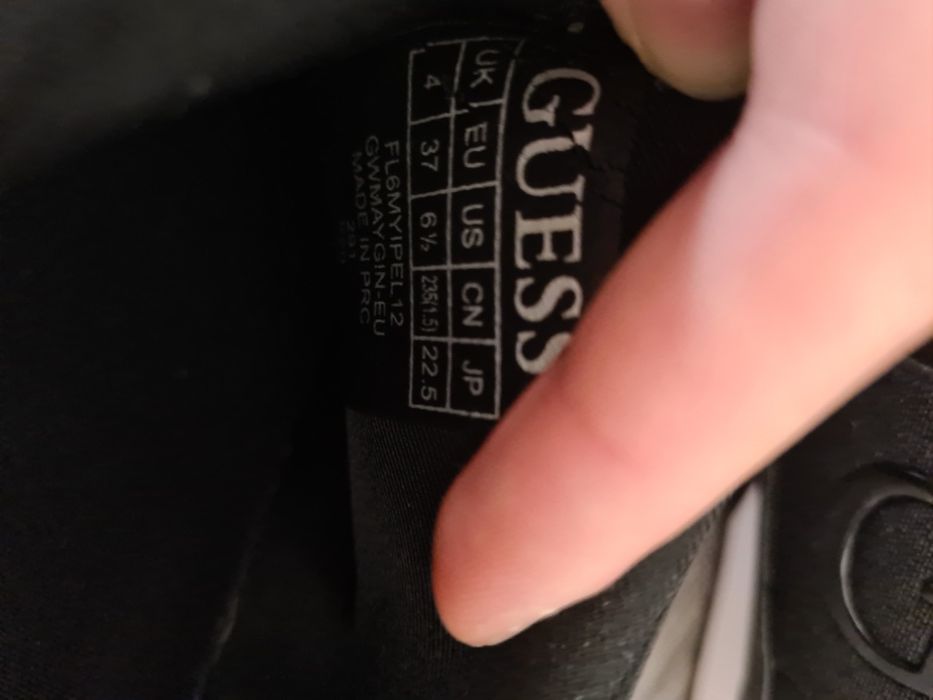 GUESS
UK EU US CN JP
4 37 6½ 235(1.5) 22.5
FL6MYIPEL12
GWMAYGIN-EU
MADE IN PRC